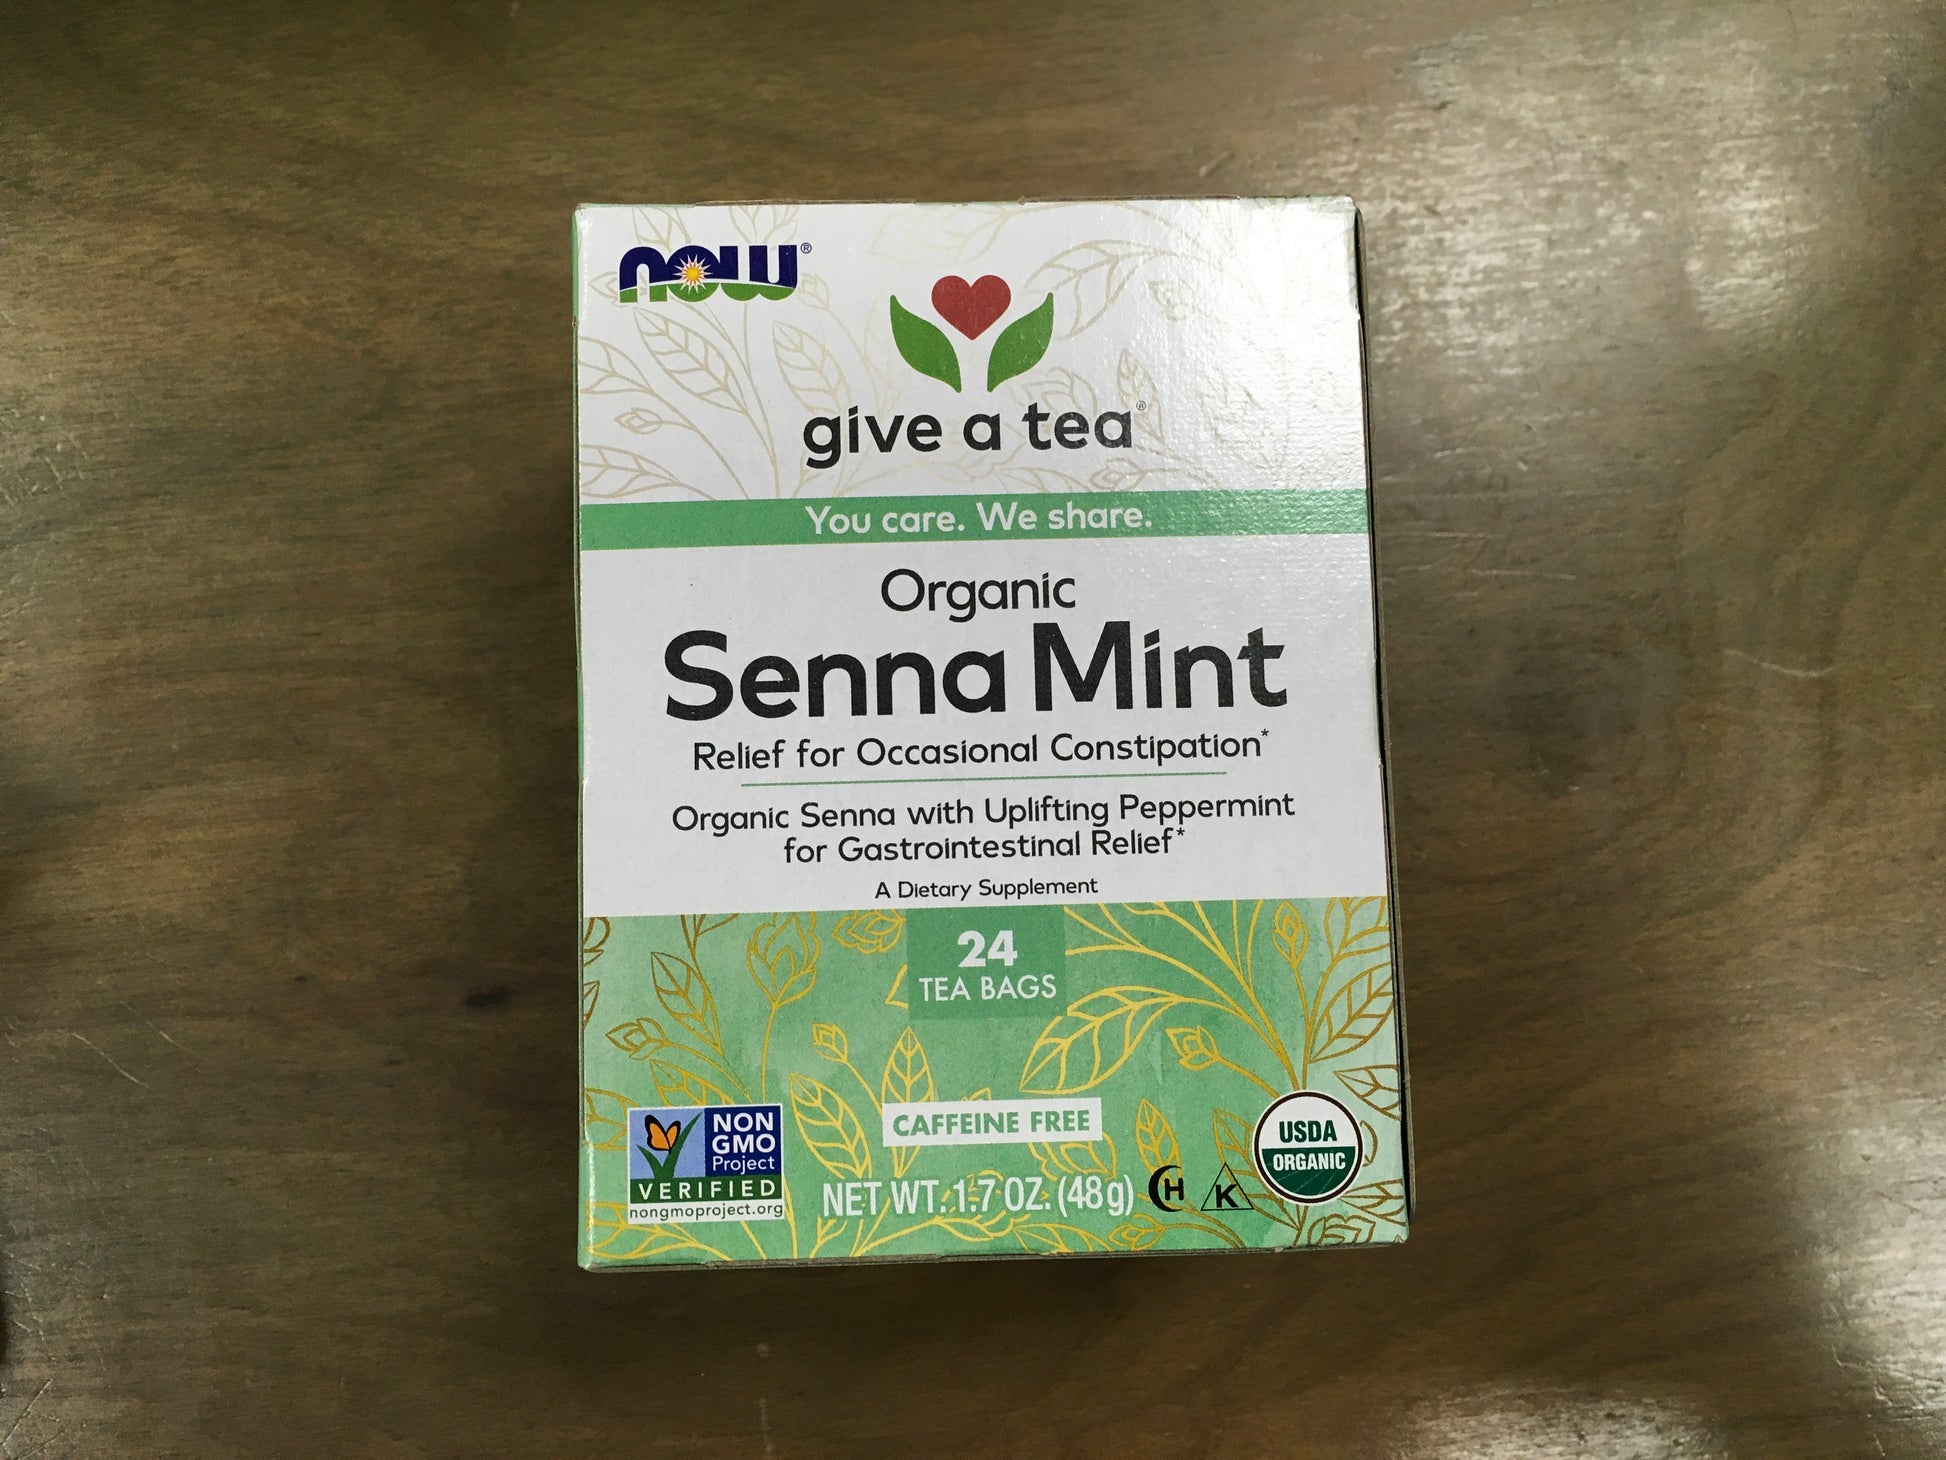 now®
give a tea®
You care. We share.
Organic
Senna Mint
Relief for Occasional Constipation*
Organic Senna with Uplifting Peppermint
for Gastrointestinal Relief*
A Dietary Supplement
24
TEA BAGS
CAFFEINE FREE
NON
GMO
Project
VERIFIED
nongmoproject.org
NET WT. 1.7 OZ. (48g)
H
K
USDA
ORGANIC